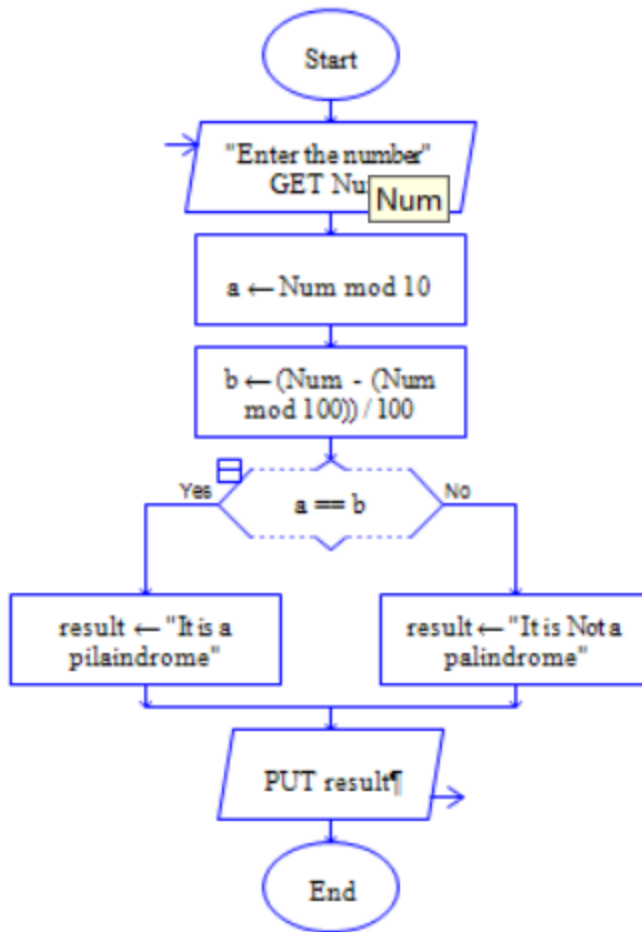 Start
"Enter the number"
GET Nu
Num
a ← Num mod 10
b ← (Num - (Num
mod 100)) / 100
Yes
a == b
No
result ← "It is a
pilaindrome"
result ← "It is Not a
palindrome"
PUT result¶
End